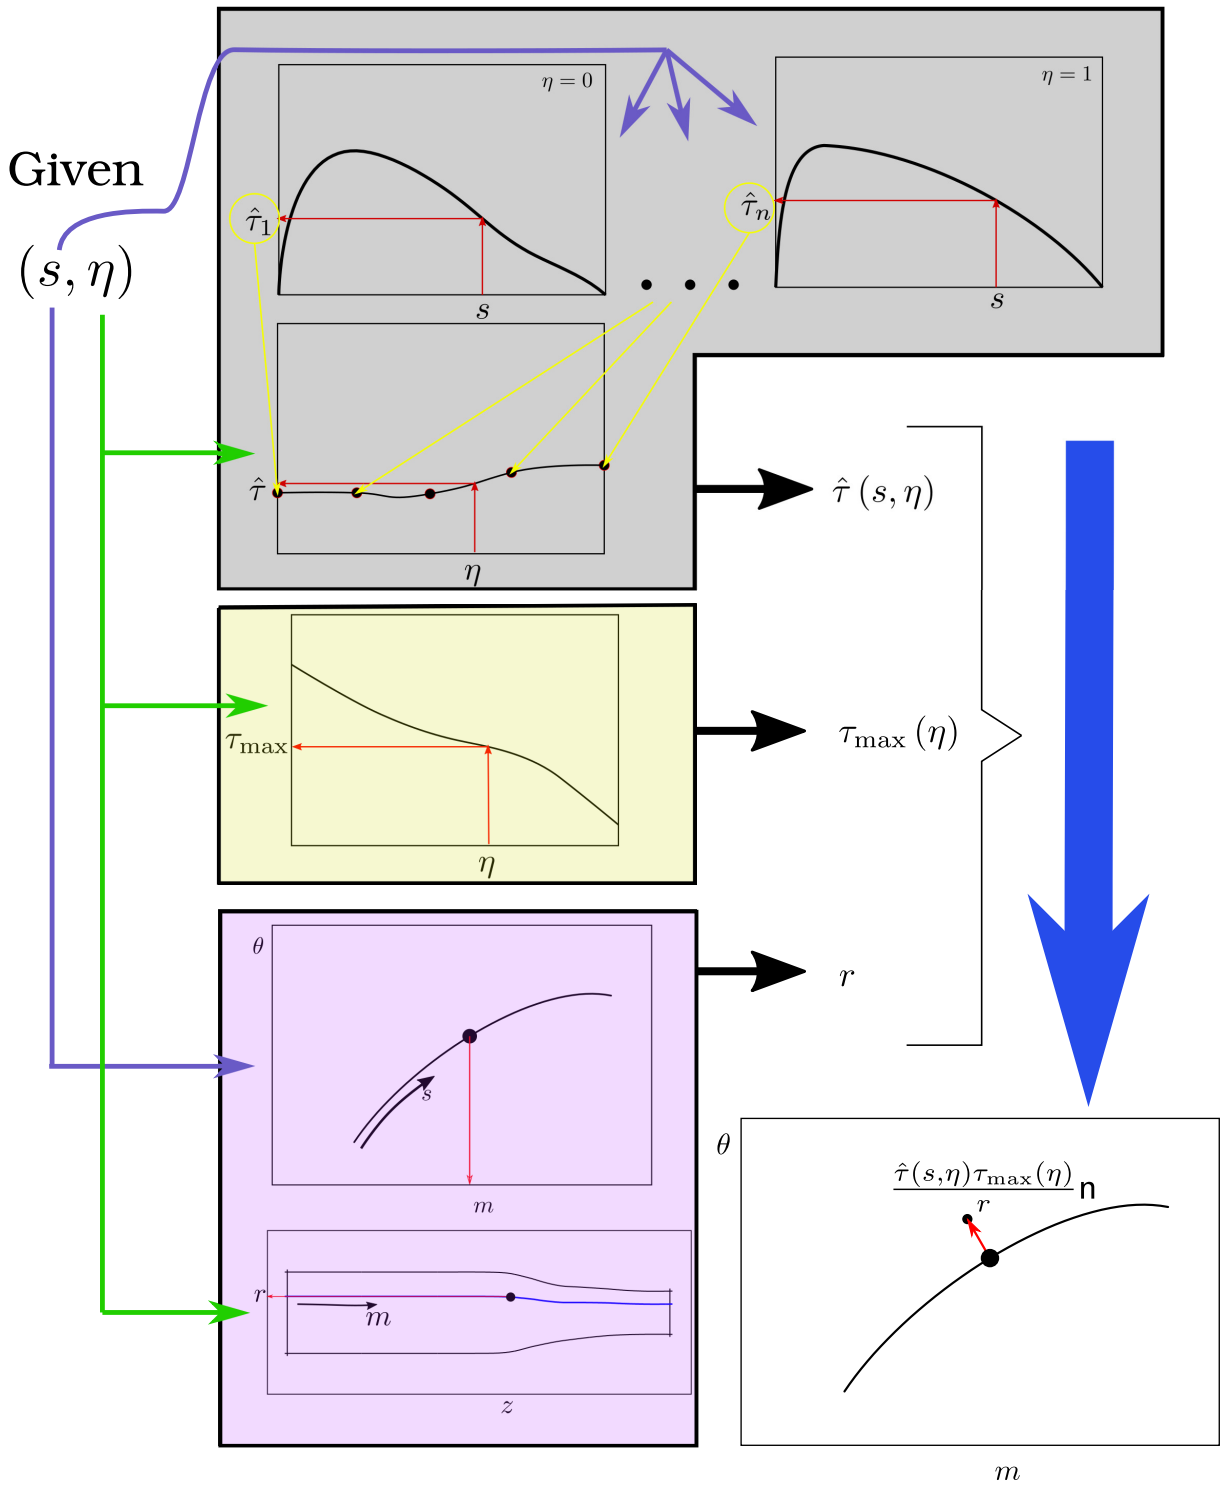 Given
(s, η)
η = 0
τ̂₁
s
η = 1
τ̂ₙ
s
τ̂
η
τ̂ (s, η)
τmax
η
τmax (η)
θ
s
m
r
r
m
z
θ
τ̂(s,η)τmax(η)
r
n
m